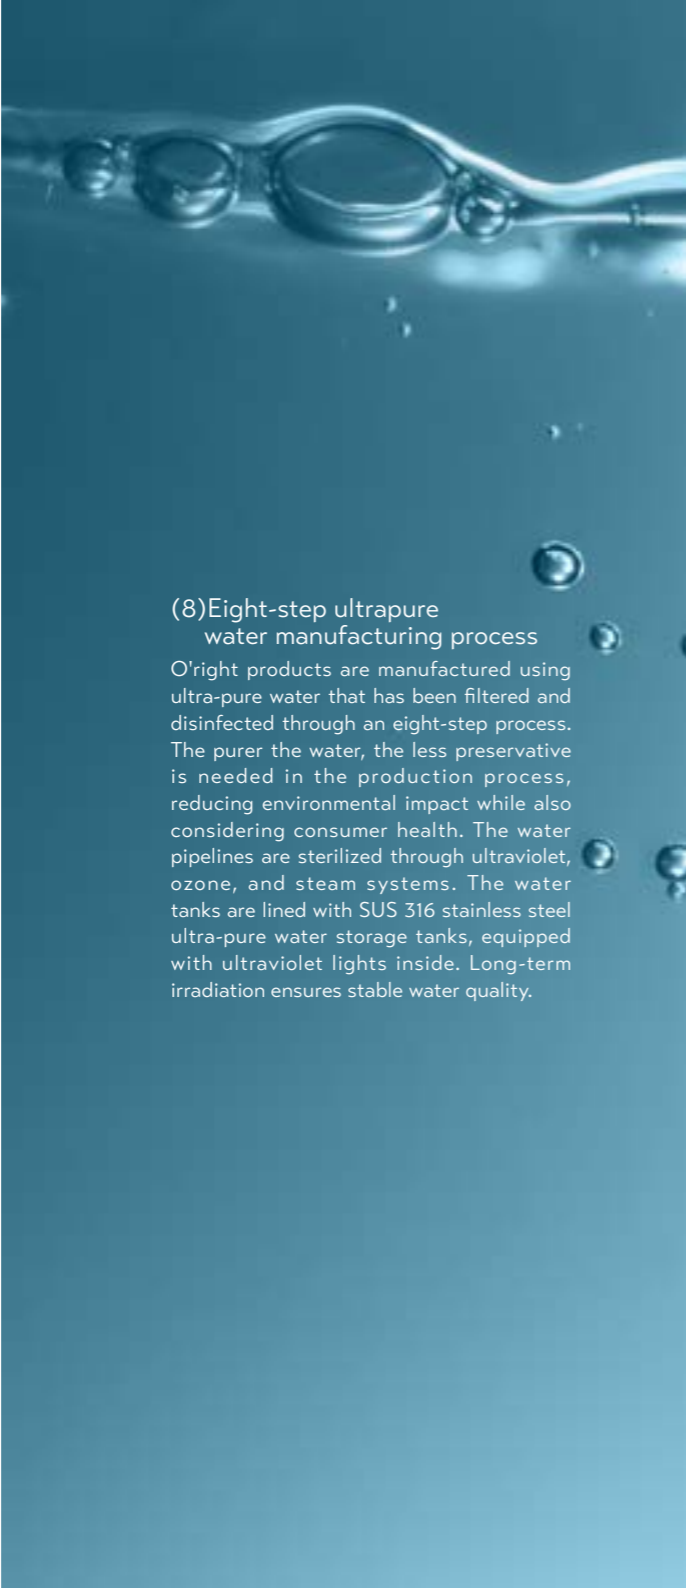 (8)Eight-step ultrapure
water manufacturing process
O'right products are manufactured using
ultra-pure water that has been filtered and
disinfected through an eight-step process.
The purer the water, the less preservative
is needed in the production process,
reducing environmental impact while also
considering consumer health. The water
pipelines are sterilized through ultraviolet,
ozone, and steam systems. The water
tanks are lined with SUS 316 stainless steel
ultra-pure water storage tanks, equipped
with ultraviolet lights inside. Long-term
irradiation ensures stable water quality.